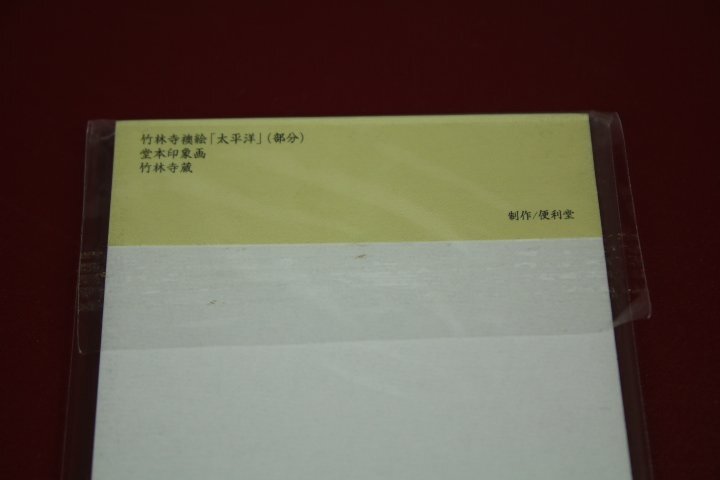 竹林寺襖絵「太平洋」(部分)
堂本印象画
竹林寺蔵
制作/便利堂